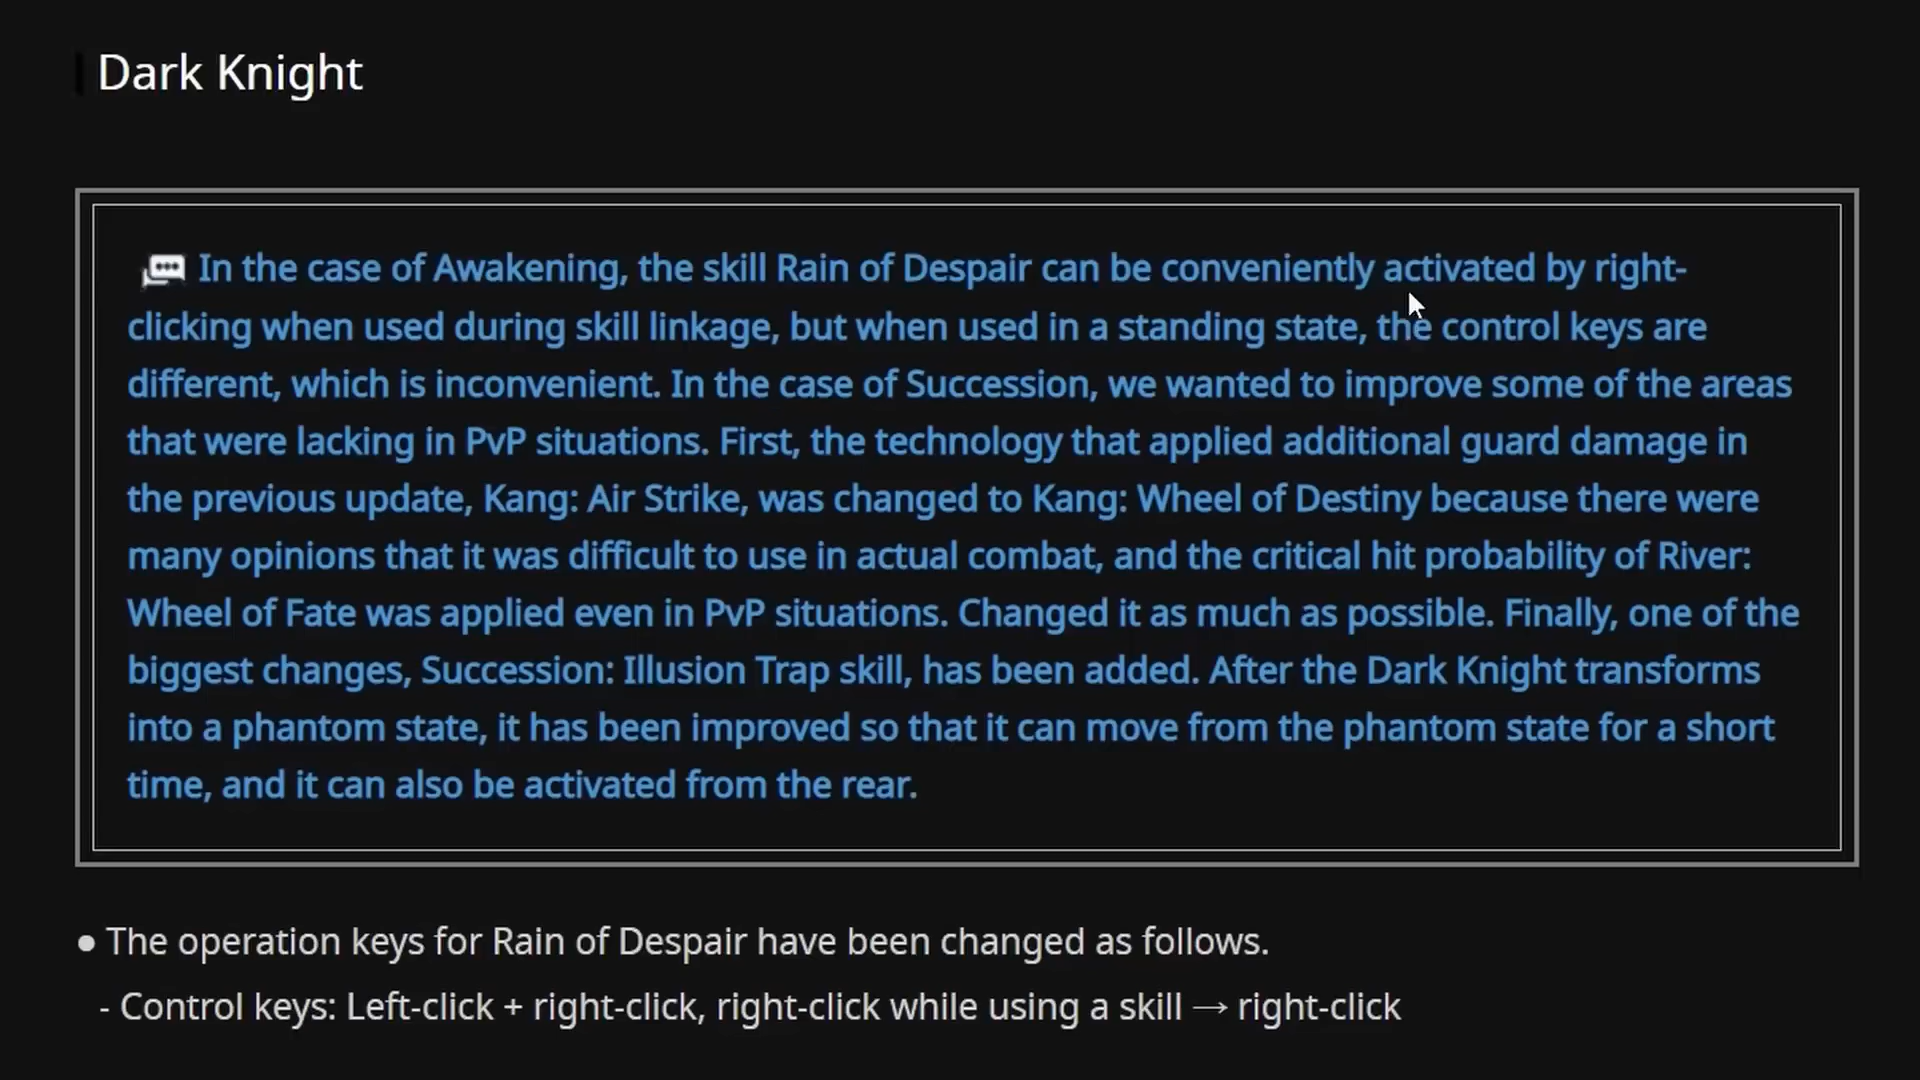 Dark Knight
In the case of Awakening, the skill Rain of Despair can be conveniently activated by right-
clicking when used during skill linkage, but when used in a standing state, the control keys are
different, which is inconvenient. In the case of Succession, we wanted to improve some of the areas
that were lacking in PvP situations. First, the technology that applied additional guard damage in
the previous update, Kang: Air Strike, was changed to Kang: Wheel of Destiny because there were
many opinions that it was difficult to use in actual combat, and the critical hit probability of River:
Wheel of Fate was applied even in PvP situations. Changed it as much as possible. Finally, one of the
biggest changes, Succession: Illusion Trap skill, has been added. After the Dark Knight transforms
into a phantom state, it has been improved so that it can move from the phantom state for a short
time, and it can also be activated from the rear.
● The operation keys for Rain of Despair have been changed as follows.
- Control keys: Left-click + right-click, right-click while using a skill → right-click